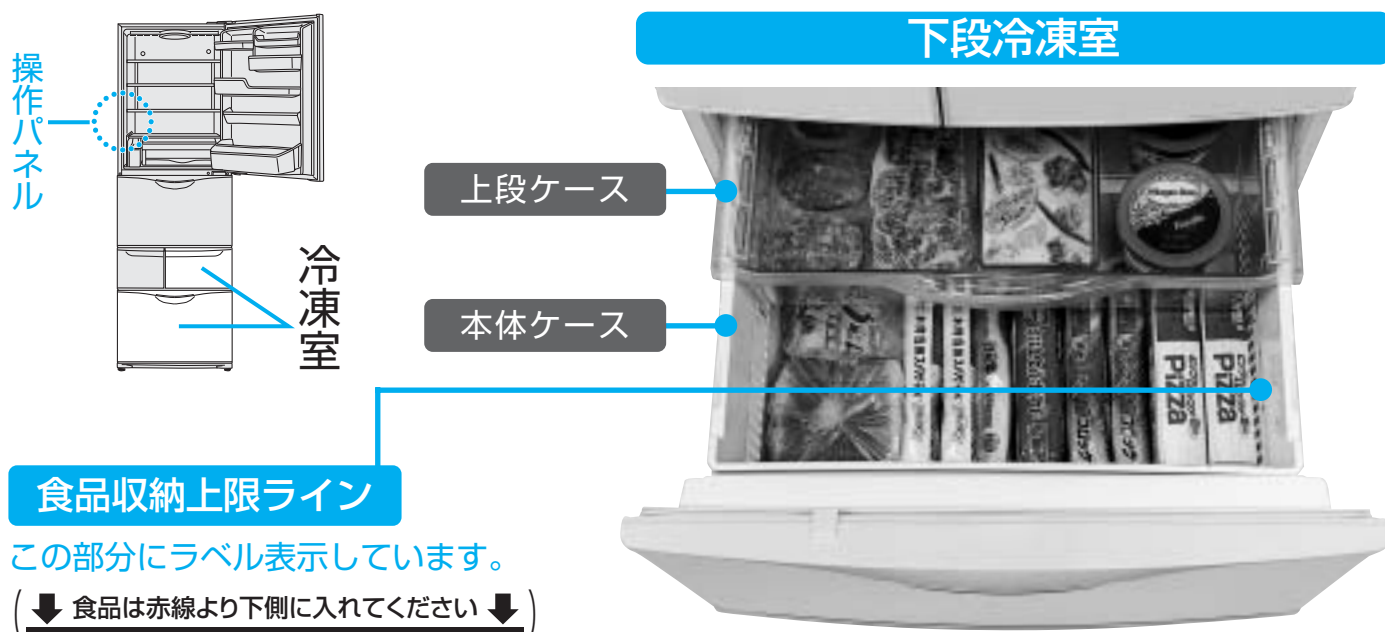 操作パネル
冷凍室
下段冷凍室
上段ケース
本体ケース
Pizza
Pizza
食品収納上限ライン
この部分にラベル表示しています。
(⬇ 食品は赤線より下側に入れてください ⬇)